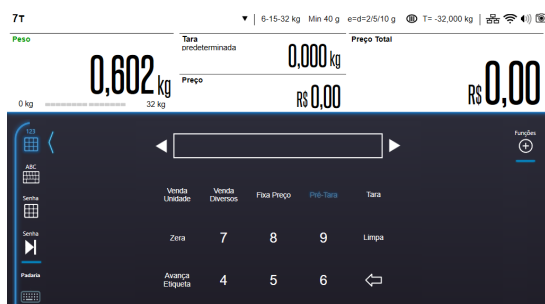 7T
▼ 6-15-32 kg Min 40 g e=d=2/5/10 g Ⓜ T= -32,000 kg
Peso
0,602 kg
0 kg 32 kg
Tara
predeterminada
0,000 kg
Preço
R$ 0,00
Preço Total
R$ 0,00
123
ABC
Senha
Senha
Padaria
Funções
Venda Unidade
Venda Diversos
Fixa Preço
Pré-Tara
Tara
Zera 7 8 9 Limpa
Avança Etiqueta
4 5 6